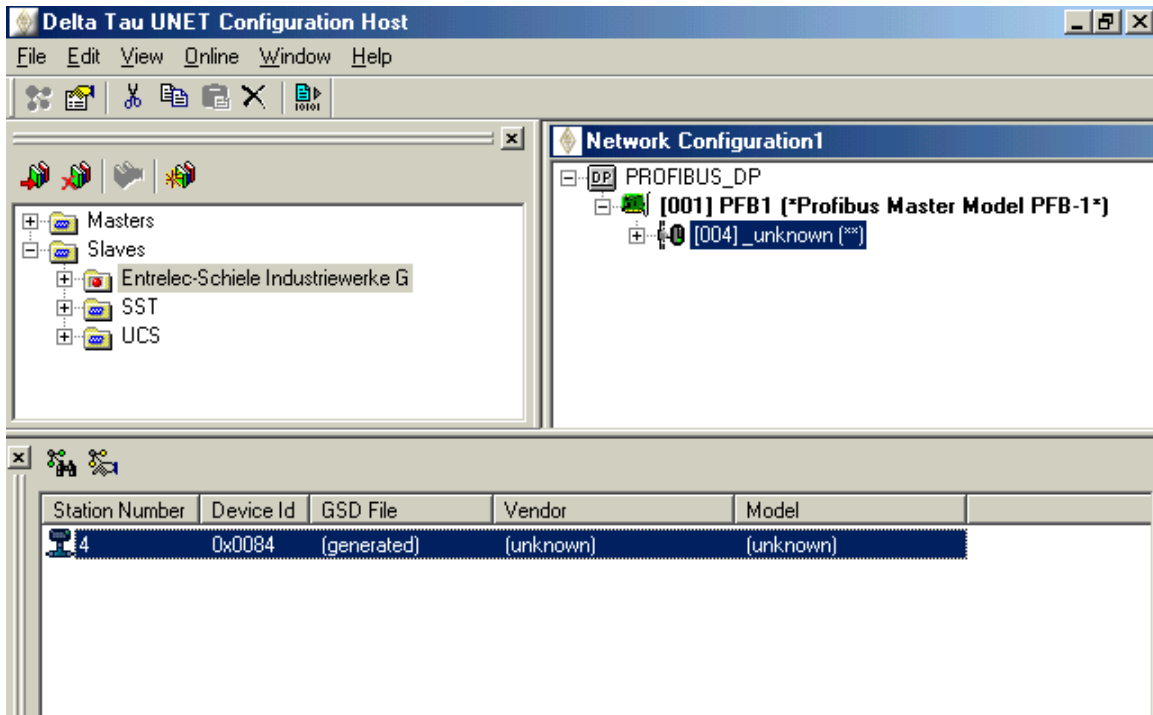 Delta Tau UNET Configuration Host
File Edit View Online Window Help
Network Configuration1
Masters
Slaves
Entrelec-Schiele Industriewerke G
SST
UCS
DP PROFIBUS_DP
[001] PFB1 (*Profibus Master Model PFB-1*)
[004] _unknown (**)
Station Number Device Id GSD File Vendor Model
4 0x0084 (generated) (unknown) (unknown)